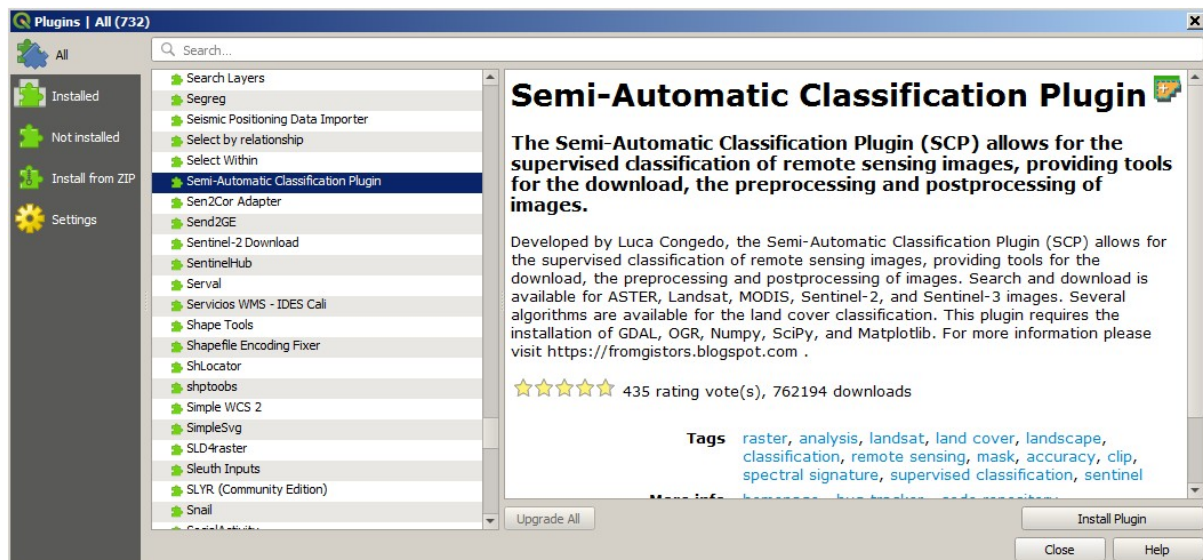 Plugins | All (732)
All
Installed
Not installed
Install from ZIP
Settings
Search...
Search Layers
Segreg
Seismic Positioning Data Importer
Select by relationship
Select Within
Semi-Automatic Classification Plugin
Sen2Cor Adapter
Send2GE
Sentinel-2 Download
SentinelHub
Serval
Servicios WMS - IDES Cali
Shape Tools
Shapefile Encoding Fixer
ShLocator
shptoobs
Simple WCS 2
SimpleSvg
SLD4raster
Sleuth Inputs
SLYR (Community Edition)
Snail
SocialActivity
Semi-Automatic Classification Plugin
The Semi-Automatic Classification Plugin (SCP) allows for the
supervised classification of remote sensing images, providing tools
for the download, the preprocessing and postprocessing of
images.
Developed by Luca Congedo, the Semi-Automatic Classification Plugin (SCP) allows for
the supervised classification of remote sensing images, providing tools for the
download, the preprocessing and postprocessing of images. Search and download is
available for ASTER, Landsat, MODIS, Sentinel-2, and Sentinel-3 images. Several
algorithms are available for the land cover classification. This plugin requires the
installation of GDAL, OGR, Numpy, SciPy, and Matplotlib. For more information please
visit https://fromgistors.blogspot.com .
435 rating vote(s), 762194 downloads
Tags raster, analysis, landsat, land cover, landscape,
classification, remote sensing, mask, accuracy, clip,
spectral signature, supervised classification, sentinel
More info homepage bug tracker code repository
Upgrade All
Install Plugin
Close
Help